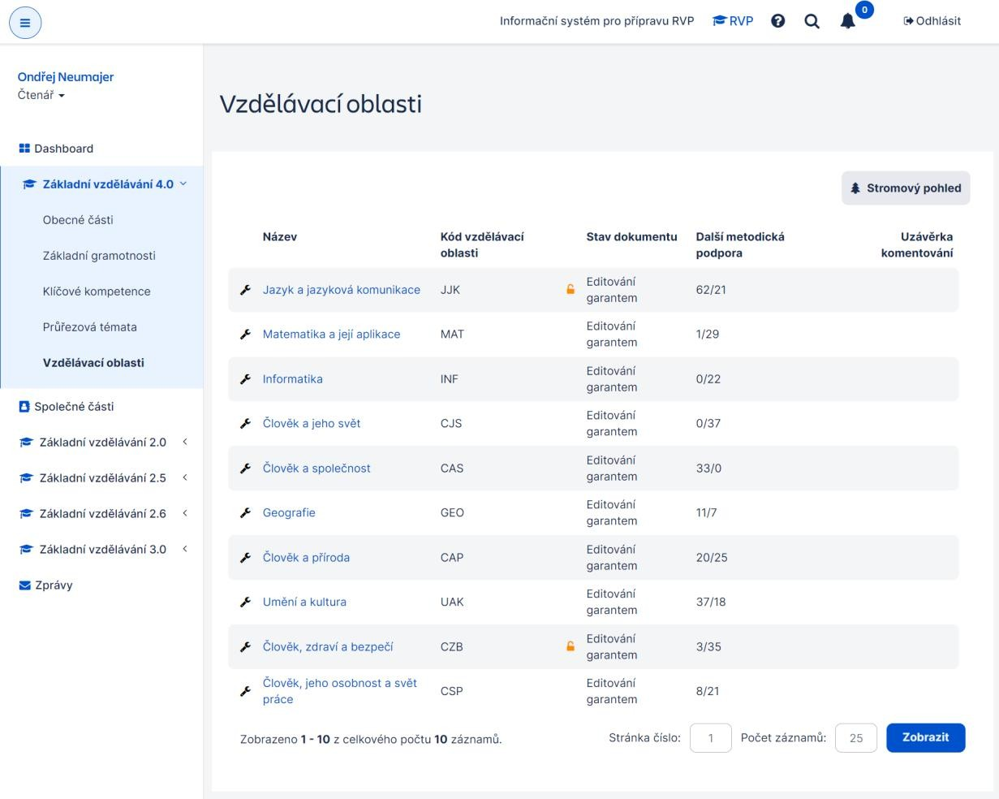 Informační systém pro přípravu RVP
RVP
0
Odhlásit
Ondřej Neumajer
Čtenář
Dashboard
Základní vzdělávání 4.0
Obecné části
Základní gramotnosti
Klíčové kompetence
Průřezová témata
Vzdělávací oblasti
Společné části
Základní vzdělávání 2.0
Základní vzdělávání 2.5
Základní vzdělávání 2.6
Základní vzdělávání 3.0
Zprávy
Vzdělávací oblasti
Stromový pohled
Název
Kód vzdělávací
oblasti
Stav dokumentu
Další metodická
podpora
Uzávěrka
komentování
Jazyk a jazyková komunikace
JJK
Editování
garantem
62/21
Matematika a její aplikace
MAT
Editování
garantem
1/29
Informatika
INF
Editování
garantem
0/22
Člověk a jeho svět
CJS
Editování
garantem
0/37
Člověk a společnost
CAS
Editování
garantem
33/0
Geografie
GEO
Editování
garantem
11/7
Člověk a příroda
CAP
Editování
garantem
20/25
Umění a kultura
UAK
Editování
garantem
37/18
Člověk, zdraví a bezpečí
CZB
Editování
garantem
3/35
Člověk, jeho osobnost a svět
práce
CSP
Editování
garantem
8/21
Zobrazeno 1 - 10 z celkového počtu 10 záznamů.
Stránka číslo:
1
Počet záznamů:
25
Zobrazit